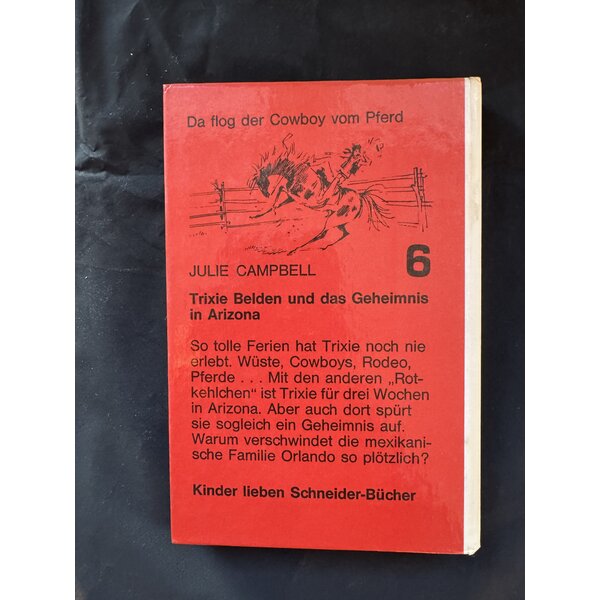 Da flog der Cowboy vom Pferd
JULIE CAMPBELL
6
Trixie Belden und das Geheimnis
in Arizona
So tolle Ferien hat Trixie noch nie
erlebt. Wüste, Cowboys, Rodeo,
Pferde . . . Mit den anderen „Rot-
kehlchen" ist Trixie für drei Wochen
in Arizona. Aber auch dort spürt
sie sogleich ein Geheimnis auf.
Warum verschwindet die mexikani-
sche Familie Orlando so plötzlich?
Kinder lieben Schneider-Bücher